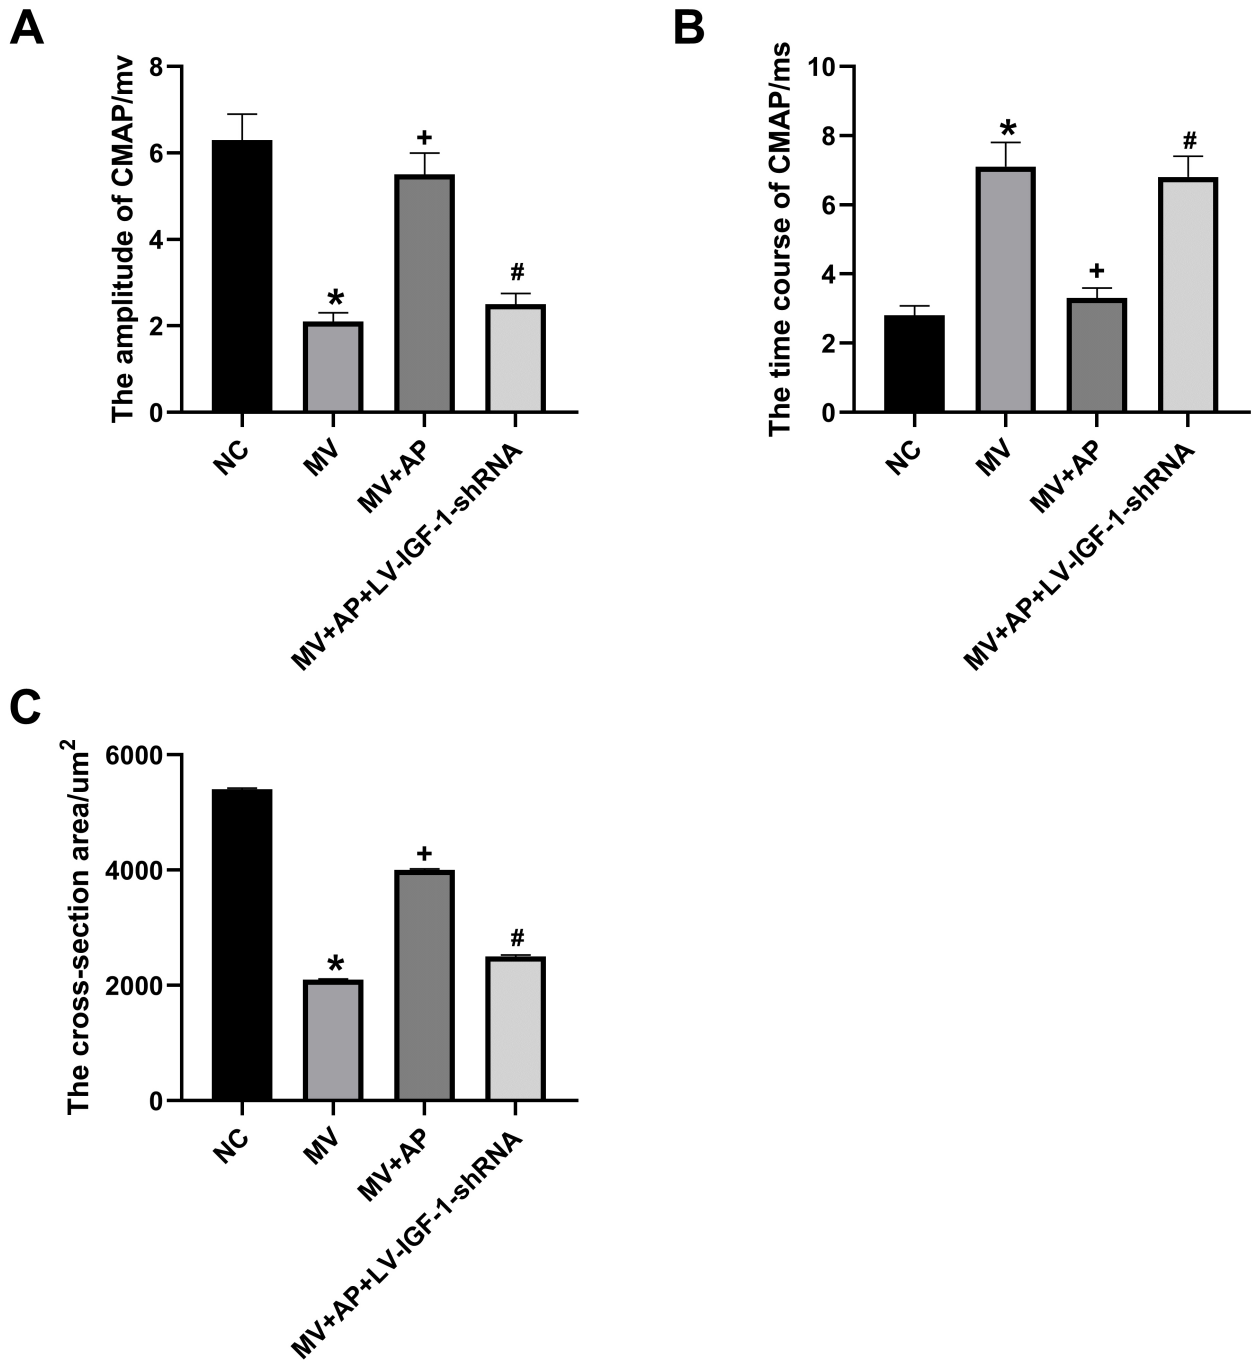 A
The amplitude of CMAP/mv
8
6
4
2
0
*
+
#
NC
MV
MV+AP
MV+AP+LV-IGF-1-shRNA
B
The time course of CMAP/ms
10
8
6
4
2
0
*
+
#
NC
MV
MV+AP
MV+AP+LV-IGF-1-shRNA
C
The cross-section area/um²
6000
4000
2000
0
*
+
#
NC
MV
MV+AP
MV+AP+LV-IGF-1-shRNA